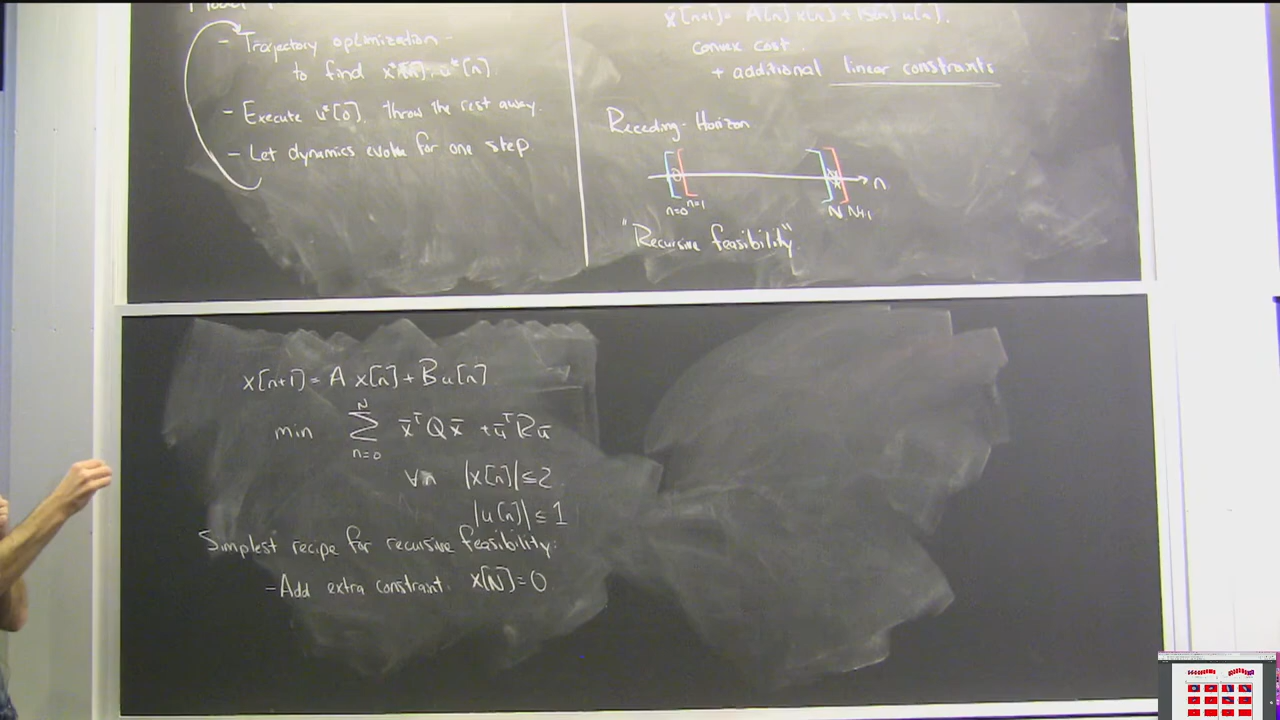 - Trajectory optimization -
to find x*[n], u*[n]
- Execute u*[0], throw the rest away.
- Let dynamics evolve for one step
x̄[n+1] = A[n] x̄[n] + B[n] u[n],
convex cost.
+ additional linear constraints
Receding-Horizon
n
n=0 n=1 N N+1
"Recursive feasibility"
x[n+1] = A x[n] + B u[n]
min ∑ x̄ᵀQx̄ + ūᵀRū
N
n=0
∀n |x[n]| ≤ 2
|u[n]| ≤ 1
Simplest recipe for recursive feasibility:
- Add extra constraint. x[N]=0